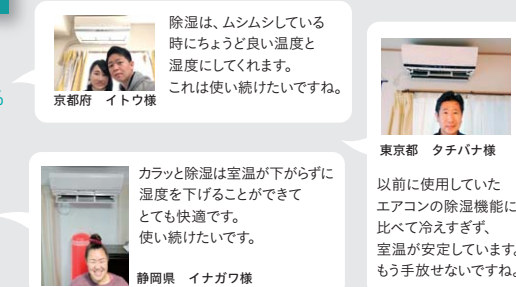 除湿は、ムシムシしている
時にちょうど良い温度と
湿度にしてくれます。
これは使い続けたいですね。
京都府　イトウ様
カラッと除湿は室温が下がらずに
湿度を下げることができて
とても快適です。
使い続けたいです。
静岡県　イナガワ様
東京都　タチバナ様
以前に使用していた
エアコンの除湿機能に
比べて冷えすぎず、
室温が安定しています。
もう手放せないですね。